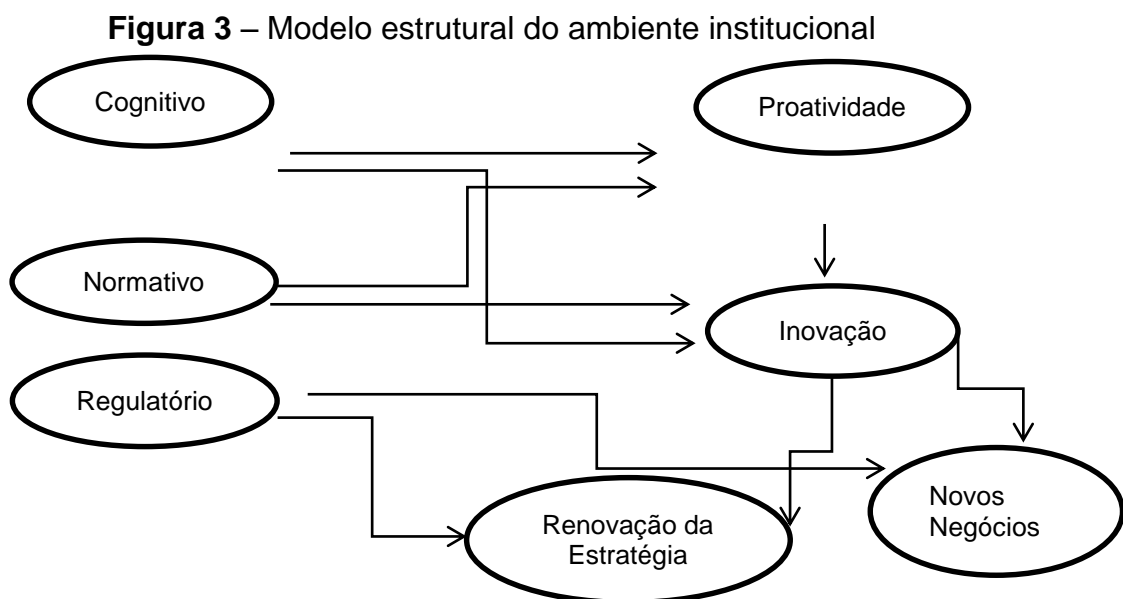 Figura 3 – Modelo estrutural do ambiente institucional
Cognitivo
Proatividade
Normativo
Inovação
Regulatório
Novos
Negócios
Renovação da
Estratégia